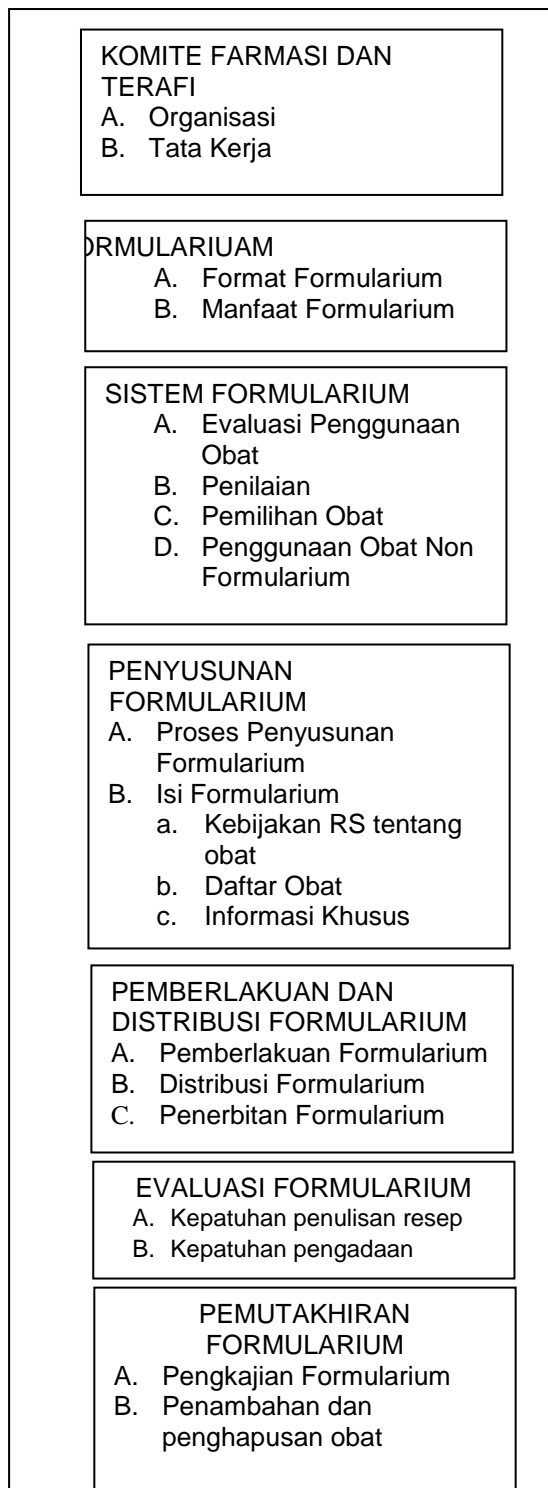 KOMITE FARMASI DAN
TERAFI
A. Organisasi
B. Tata Kerja
ORMULARIUAM
A. Format Formularium
B. Manfaat Formularium
SISTEM FORMULARIUM
A. Evaluasi Penggunaan
Obat
B. Penilaian
C. Pemilihan Obat
D. Penggunaan Obat Non
Formularium
PENYUSUNAN
FORMULARIUM
A. Proses Penyusunan
Formularium
B. Isi Formularium
a. Kebijakan RS tentang
obat
b. Daftar Obat
c. Informasi Khusus
PEMBERLAKUAN DAN
DISTRIBUSI FORMULARIUM
A. Pemberlakuan Formularium
B. Distribusi Formularium
C. Penerbitan Formularium
EVALUASI FORMULARIUM
A. Kepatuhan penulisan resep
B. Kepatuhan pengadaan
PEMUTAKHIRAN
FORMULARIUM
A. Pengkajian Formularium
B. Penambahan dan
penghapusan obat